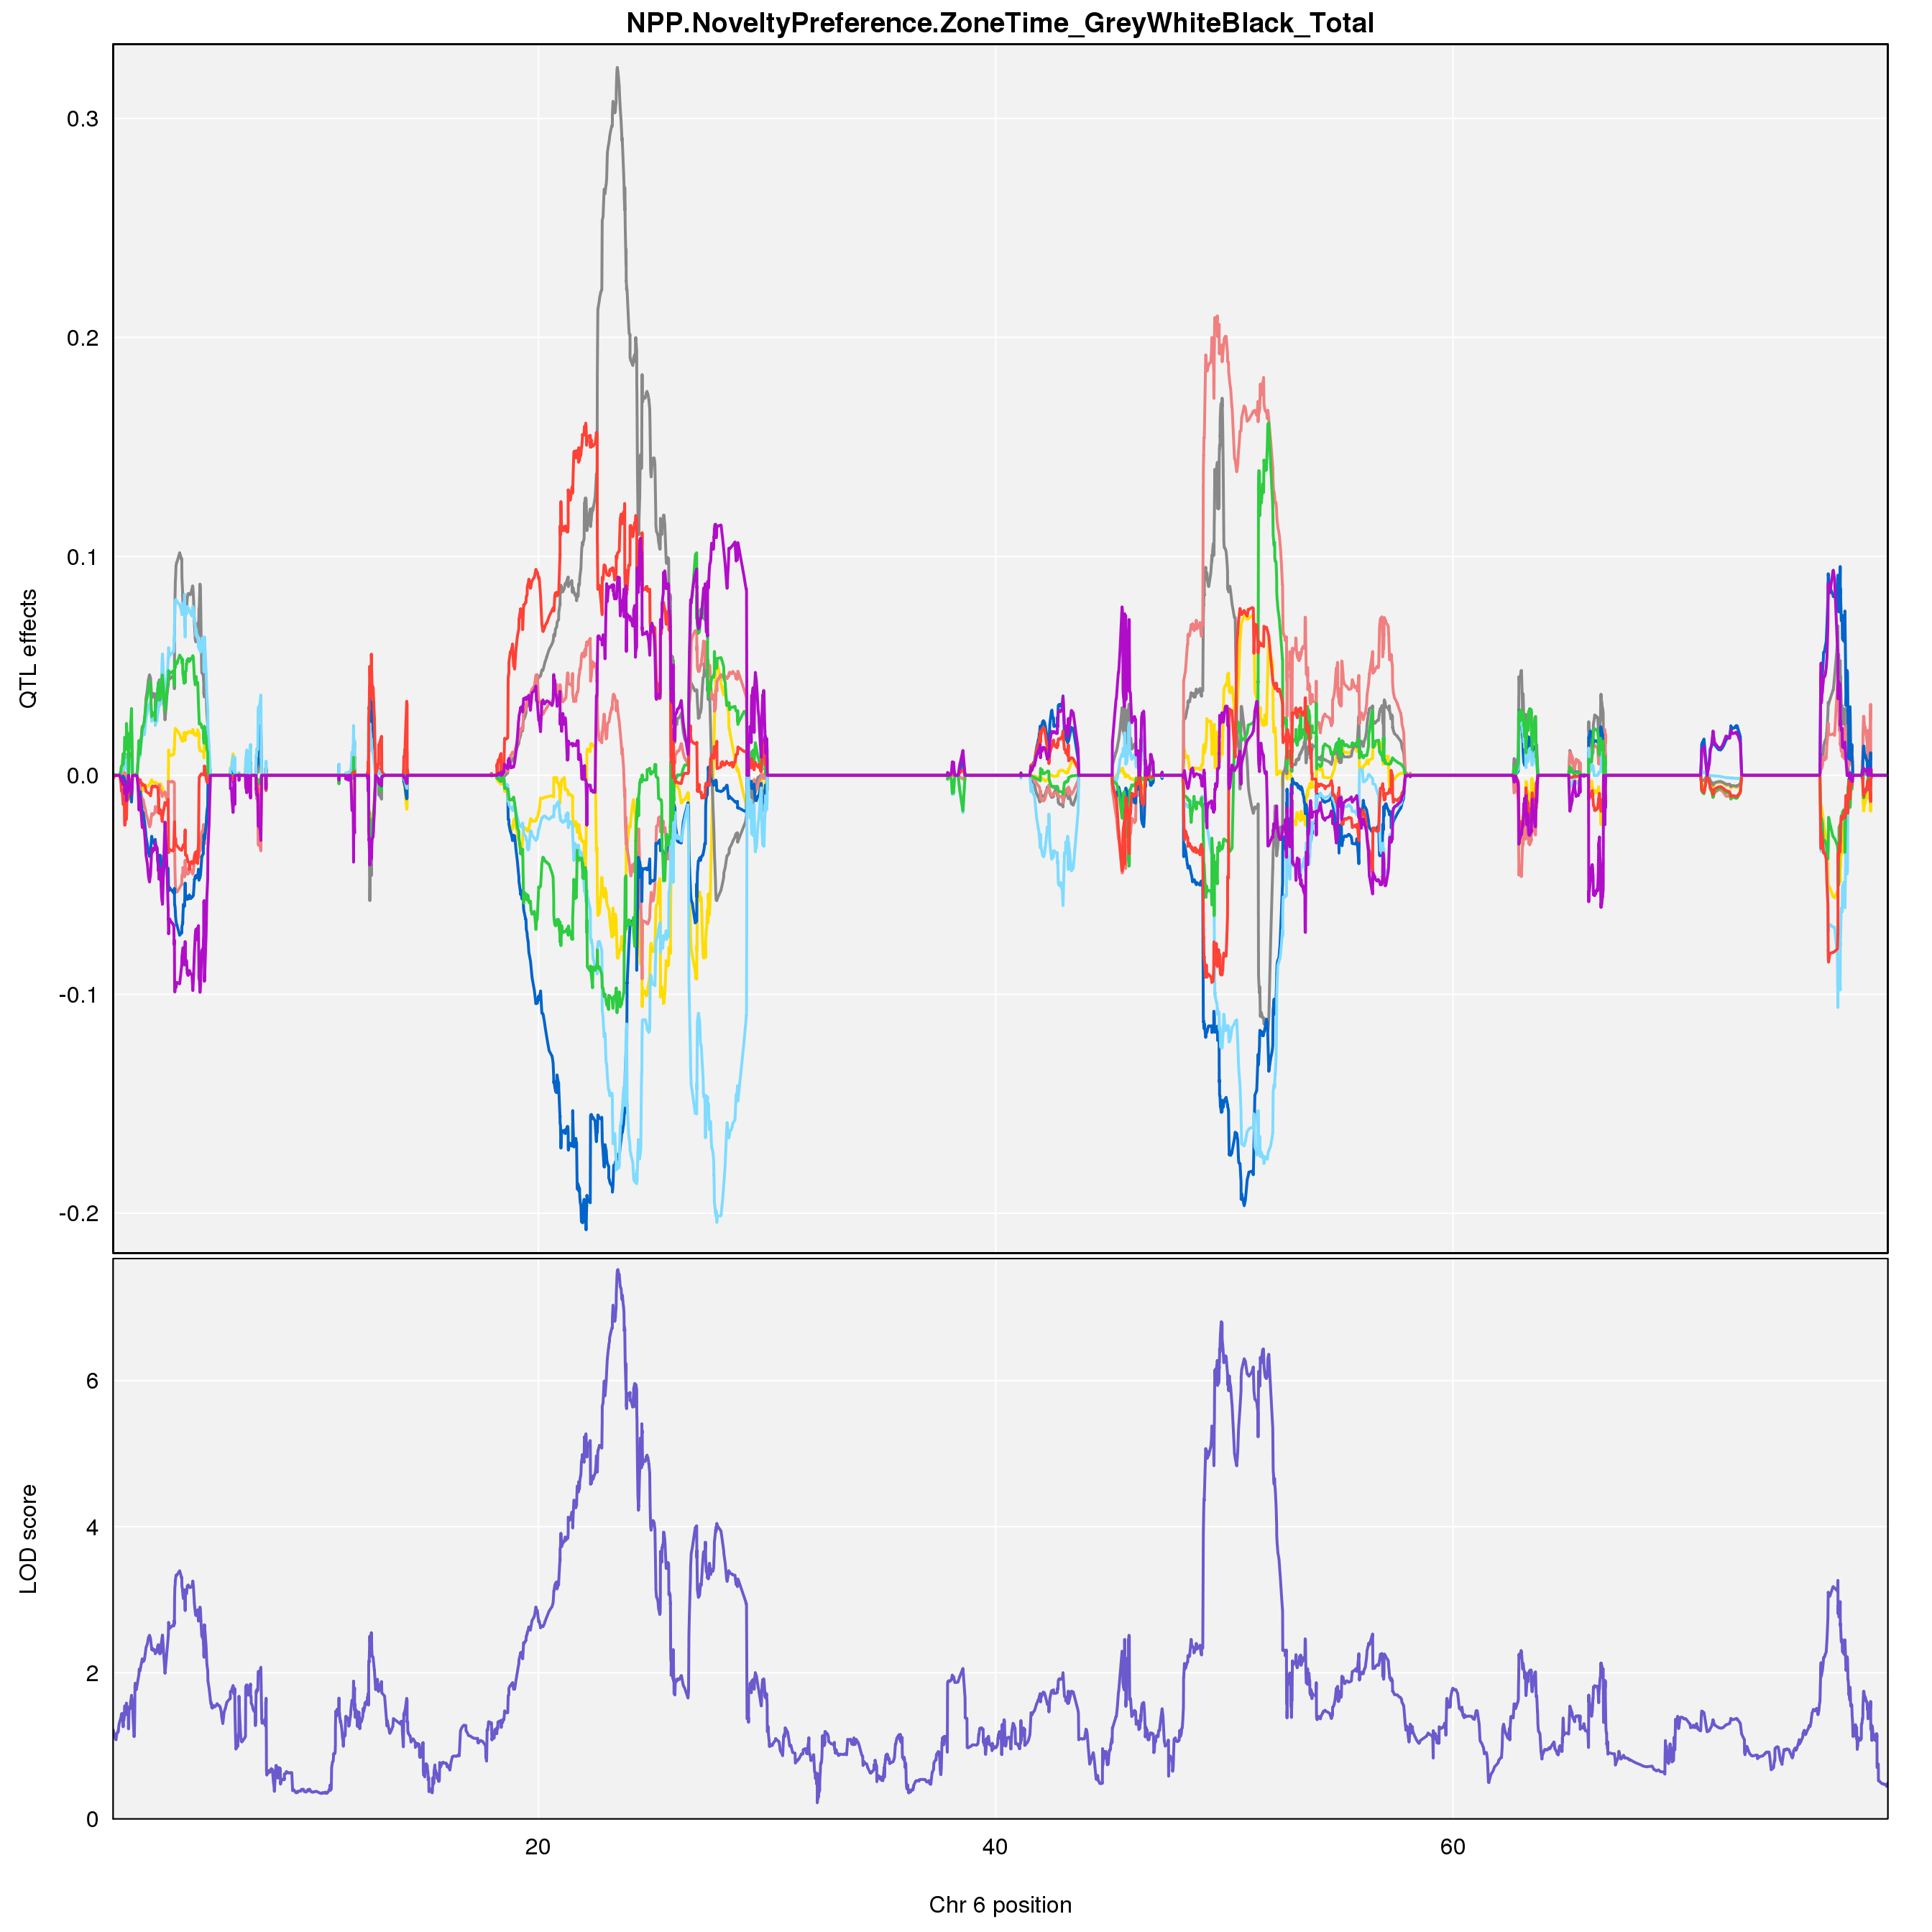 NPP.NoveltyPreference.ZoneTime_GreyWhiteBlack_Total
QTL effects
0.3
0.2
0.1
0.0
-0.1
-0.2
LOD score
6
4
2
0
20 40 60
Chr 6 position